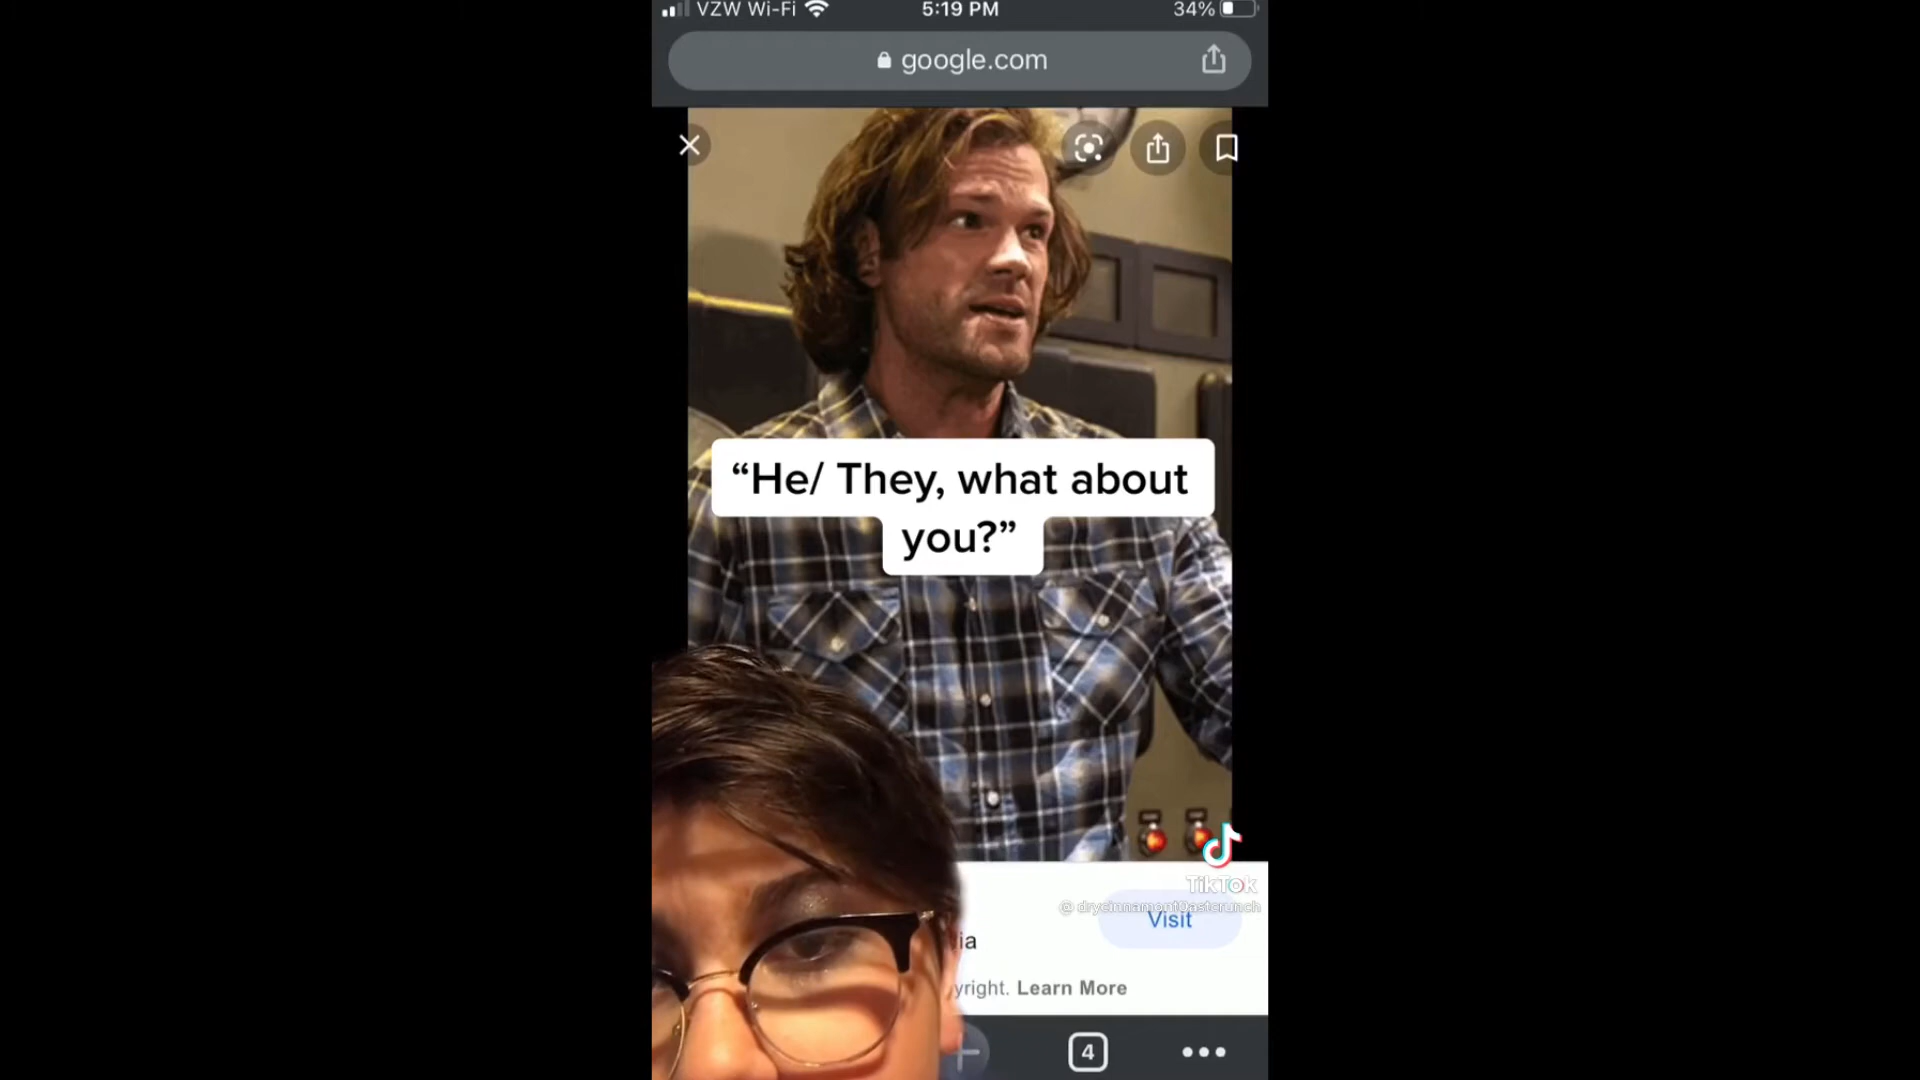 VZW Wi-Fi 5:19 PM 34%
google.com
“He/ They, what about
you?”
TikTok
@drycinnamont0astcrunch
Visit
ia
yright. Learn More
4